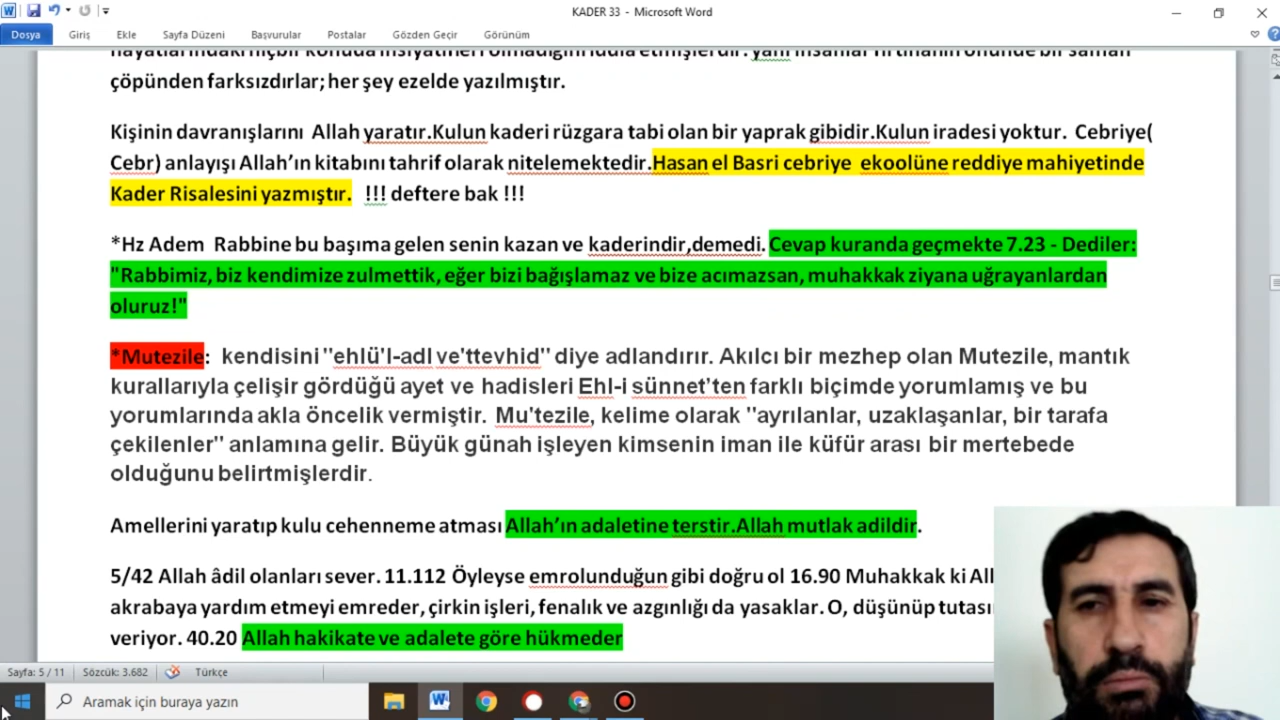 KADER 33 - Microsoft Word
Dosya Giriş Ekle Sayfa Düzeni Başvurular Postalar Gözden Geçir Görünüm
çöpünden farksızdırlar; her şey ezelde yazılmıştır.
Kişinin davranışlarını Allah yaratır.Kulun kaderi rüzgara tabi olan bir yaprak gibidir.Kulun iradesi yoktur. Cebriye(
Cebr) anlayışı Allah’ın kitabını tahrif olarak nitelemektedir.Hasan el Basri cebriye ekoolüne reddiye mahiyetinde
Kader Risalesini yazmıştır. !!! deftere bak !!!
*Hz Adem Rabbine bu başıma gelen senin kazan ve kaderindir,demedi. Cevap kuranda geçmekte 7.23 - Dediler:
"Rabbimiz, biz kendimize zulmettik, eğer bizi bağışlamaz ve bize acımazsan, muhakkak ziyana uğrayanlardan
oluruz!"
*Mutezile: kendisini "ehlü'l-adl ve'ttevhid" diye adlandırır. Akılcı bir mezhep olan Mutezile, mantık
kurallarıyla çelişir gördüğü ayet ve hadisleri Ehl-i sünnet’ten farklı biçimde yorumlamış ve bu
yorumlarında akla öncelik vermiştir. Mu'tezile, kelime olarak "ayrılanlar, uzaklaşanlar, bir tarafa
çekilenler" anlamına gelir. Büyük günah işleyen kimsenin iman ile küfür arası bir mertebede
olduğunu belirtmişlerdir.
Amellerini yaratıp kulu cehenneme atması Allah’ın adaletine terstir.Allah mutlak adildir.
5/42 Allah âdil olanları sever. 11.112 Öyleyse emrolunduğun gibi doğru ol 16.90 Muhakkak ki All
akrabaya yardım etmeyi emreder, çirkin işleri, fenalık ve azgınlığı da yasaklar. O, düşünüp tutası
veriyor. 40.20 Allah hakikate ve adalete göre hükmeder
Sayfa: 5 / 11 Sözcük: 3.682 Türkçe
Aramak için buraya yazın